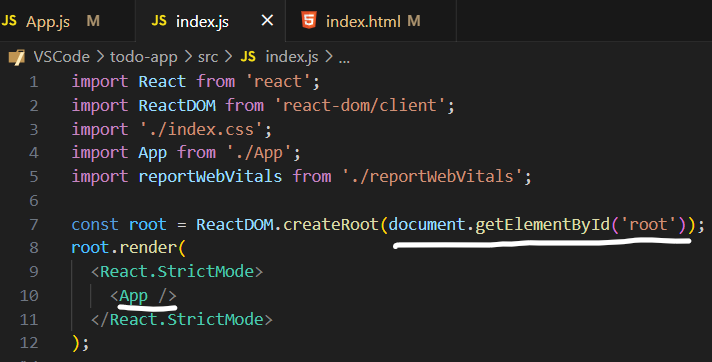 JS App.js M JS index.js × 5 index.html M
VSCode > todo-app > src > JS index.js > ...
1 import React from 'react';
2 import ReactDOM from 'react-dom/client';
3 import './index.css';
4 import App from './App';
5 import reportWebVitals from './reportWebVitals';
6
7 const root = ReactDOM.createRoot(document.getElementById('root'));
8 root.render(
9 <React.StrictMode>
10 <App />
11 </React.StrictMode>
12 );